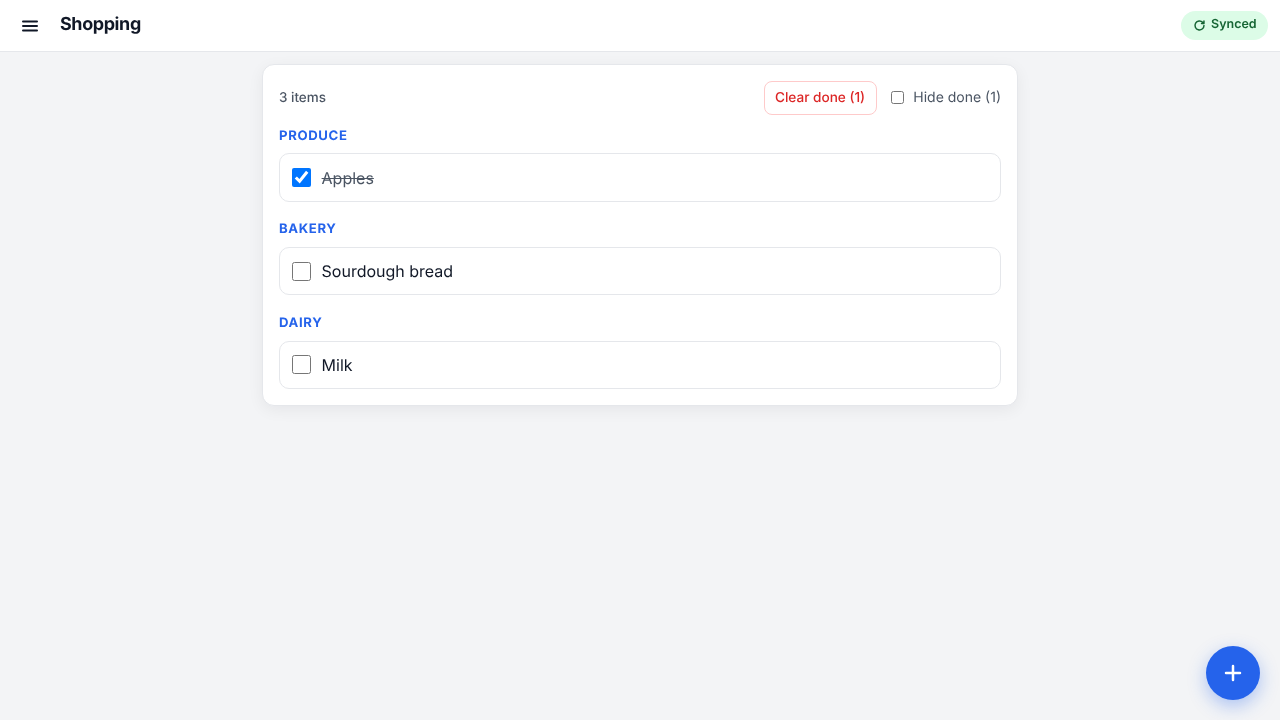 Shopping
Synced
3 items
Clear done (1)
Hide done (1)
PRODUCE
Apples
BAKERY
Sourdough bread
DAIRY
Milk